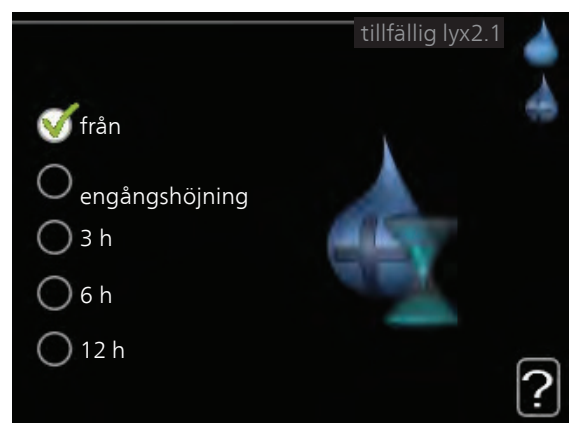 tillfällig lyx2.1
från
engångshöjning
3 h
6 h
12 h
?